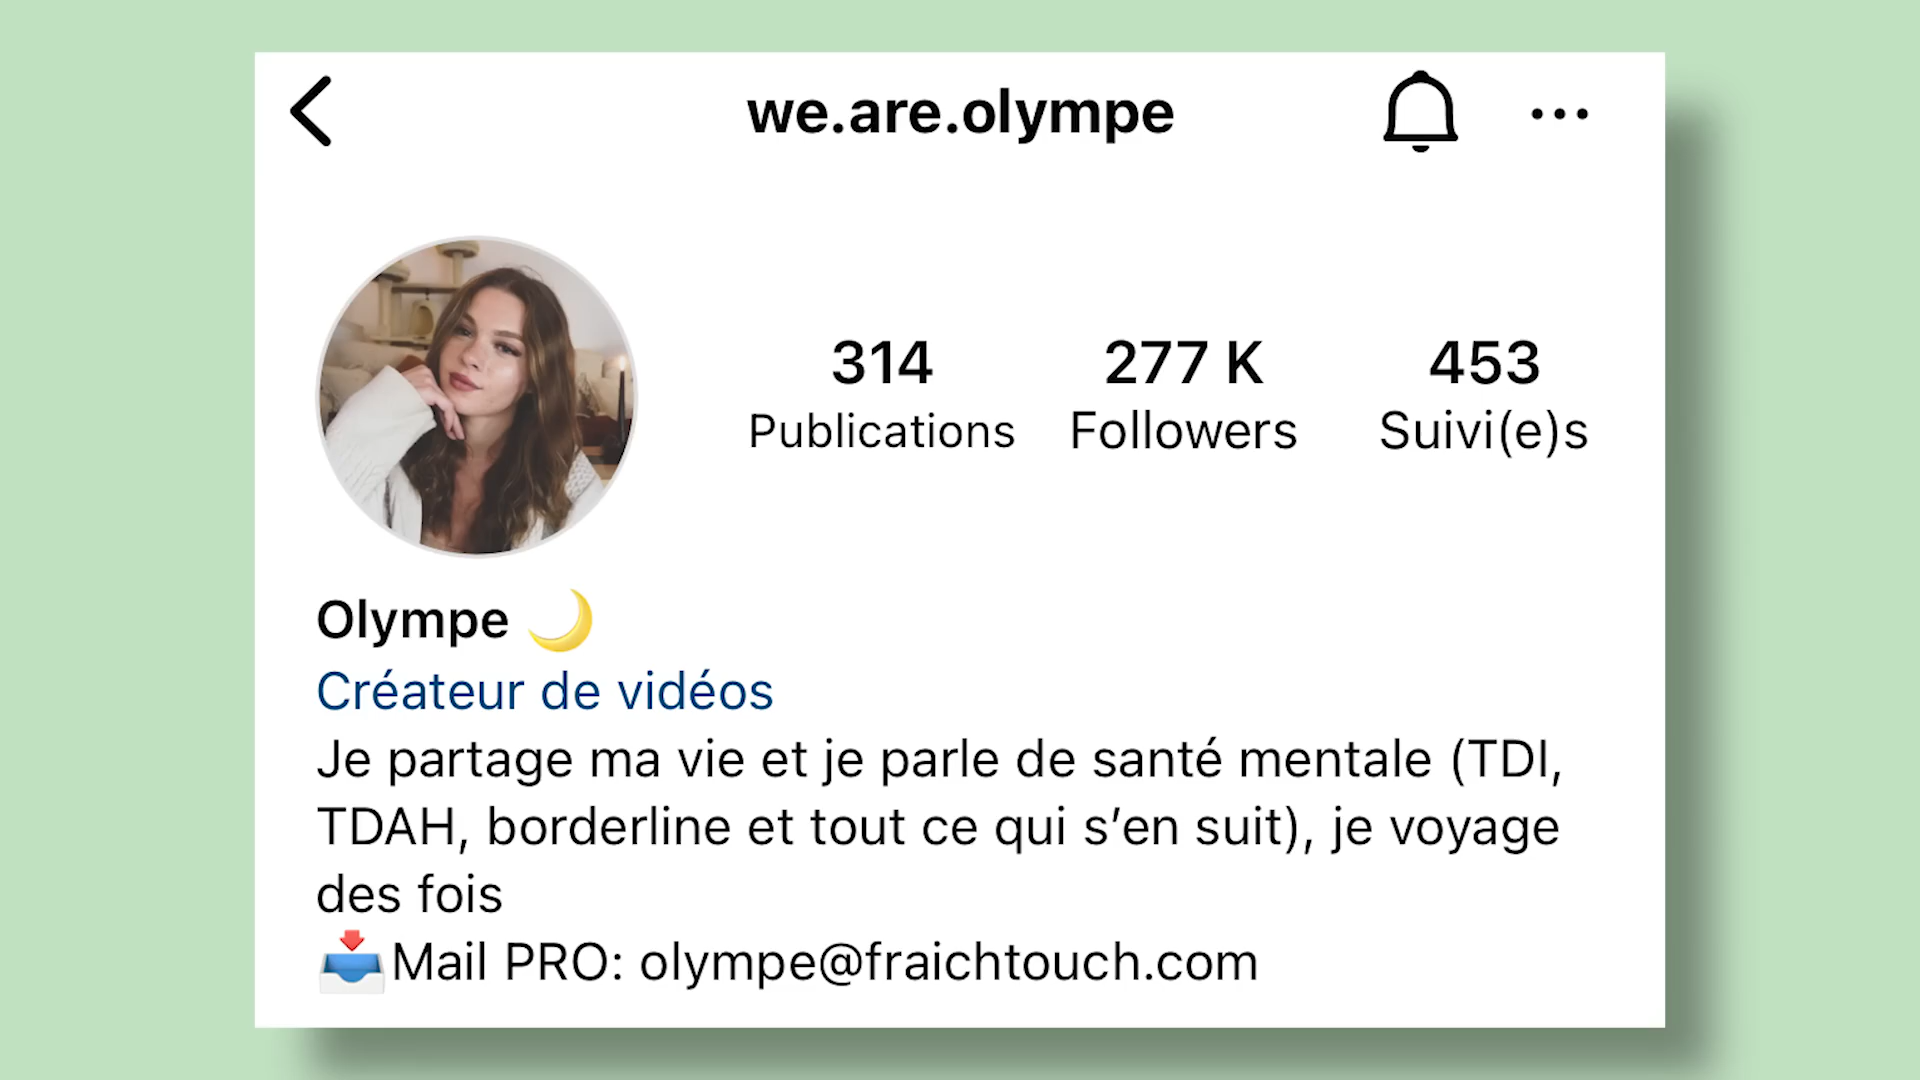 we.are.olympe
314 277 K 453
Publications Followers Suivi(e)s
Olympe 🌙
Créateur de vidéos
Je partage ma vie et je parle de santé mentale (TDI,
TDAH, borderline et tout ce qui s’en suit), je voyage
des fois
📥Mail PRO: olympe@fraichtouch.com